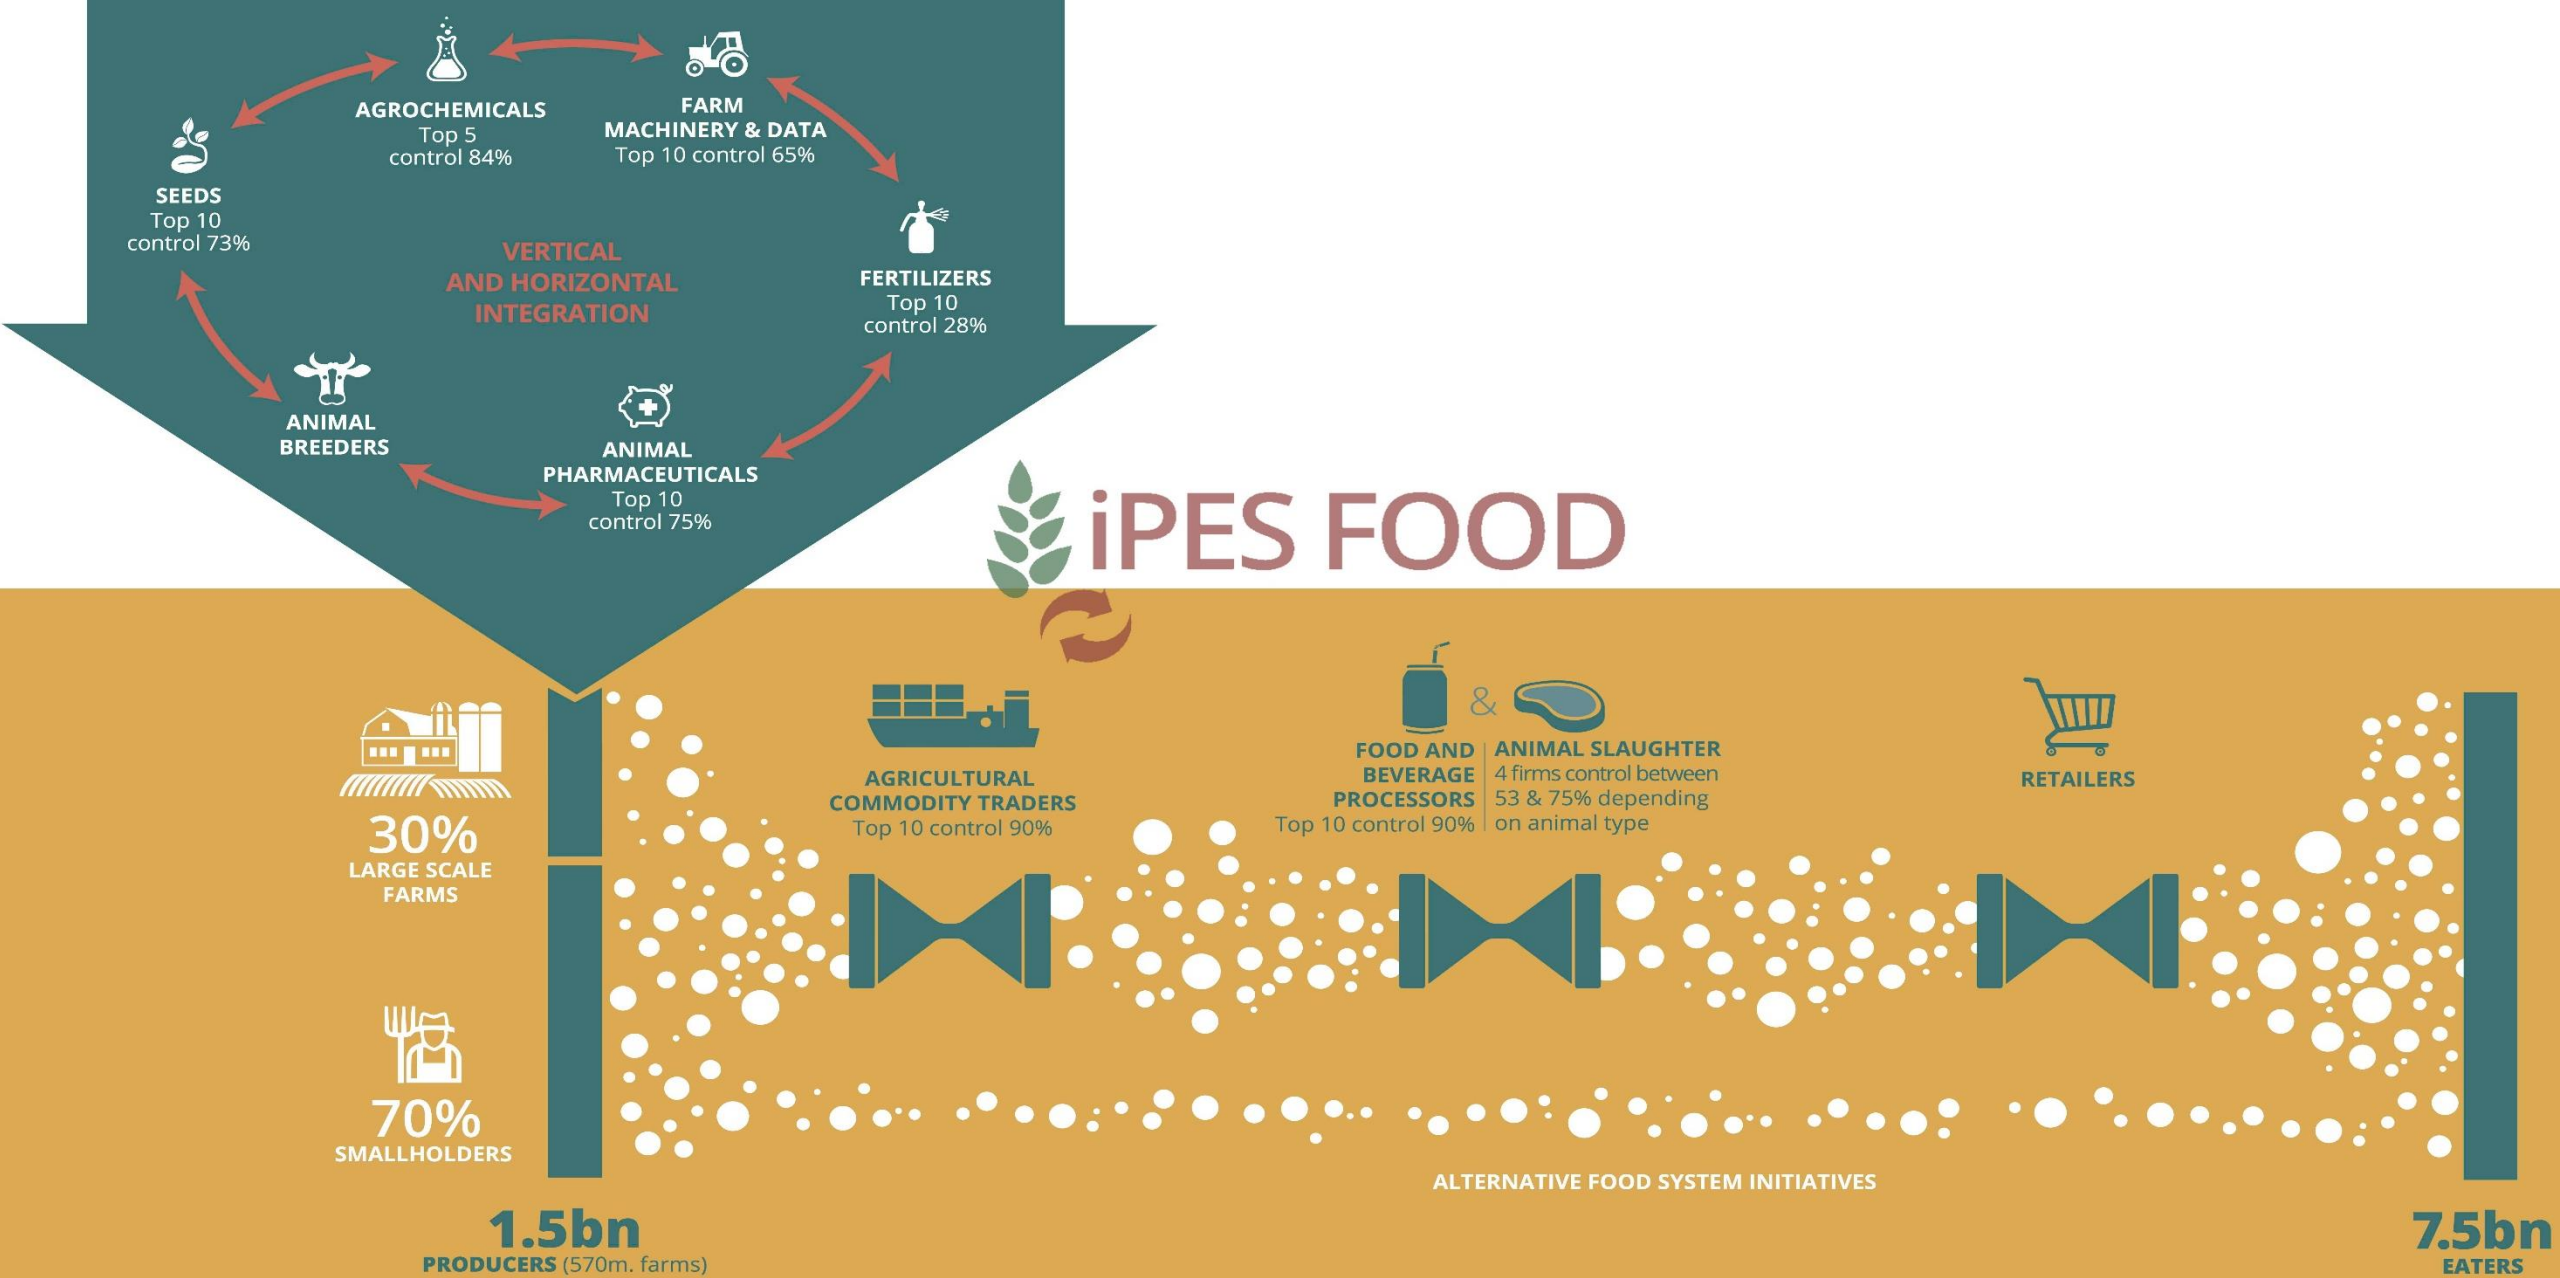 AGROCHEMICALS
Top 5
control 84%
FARM
MACHINERY & DATA
Top 10 control 65%
SEEDS
Top 10
control 73%
VERTICAL
AND HORIZONTAL
INTEGRATION
FERTILIZERS
Top 10
control 28%
ANIMAL
BREEDERS
ANIMAL
PHARMACEUTICALS
Top 10
control 75%
iPES FOOD
30%
LARGE SCALE
FARMS
70%
SMALLHOLDERS
1.5bn
PRODUCERS (570m. farms)
AGRICULTURAL
COMMODITY TRADERS
Top 10 control 90%
&
FOOD AND
BEVERAGE
PROCESSORS
Top 10 control 90%
ANIMAL SLAUGHTER
4 firms control between
53 & 75% depending
on animal type
RETAILERS
ALTERNATIVE FOOD SYSTEM INITIATIVES
7.5bn
EATERS